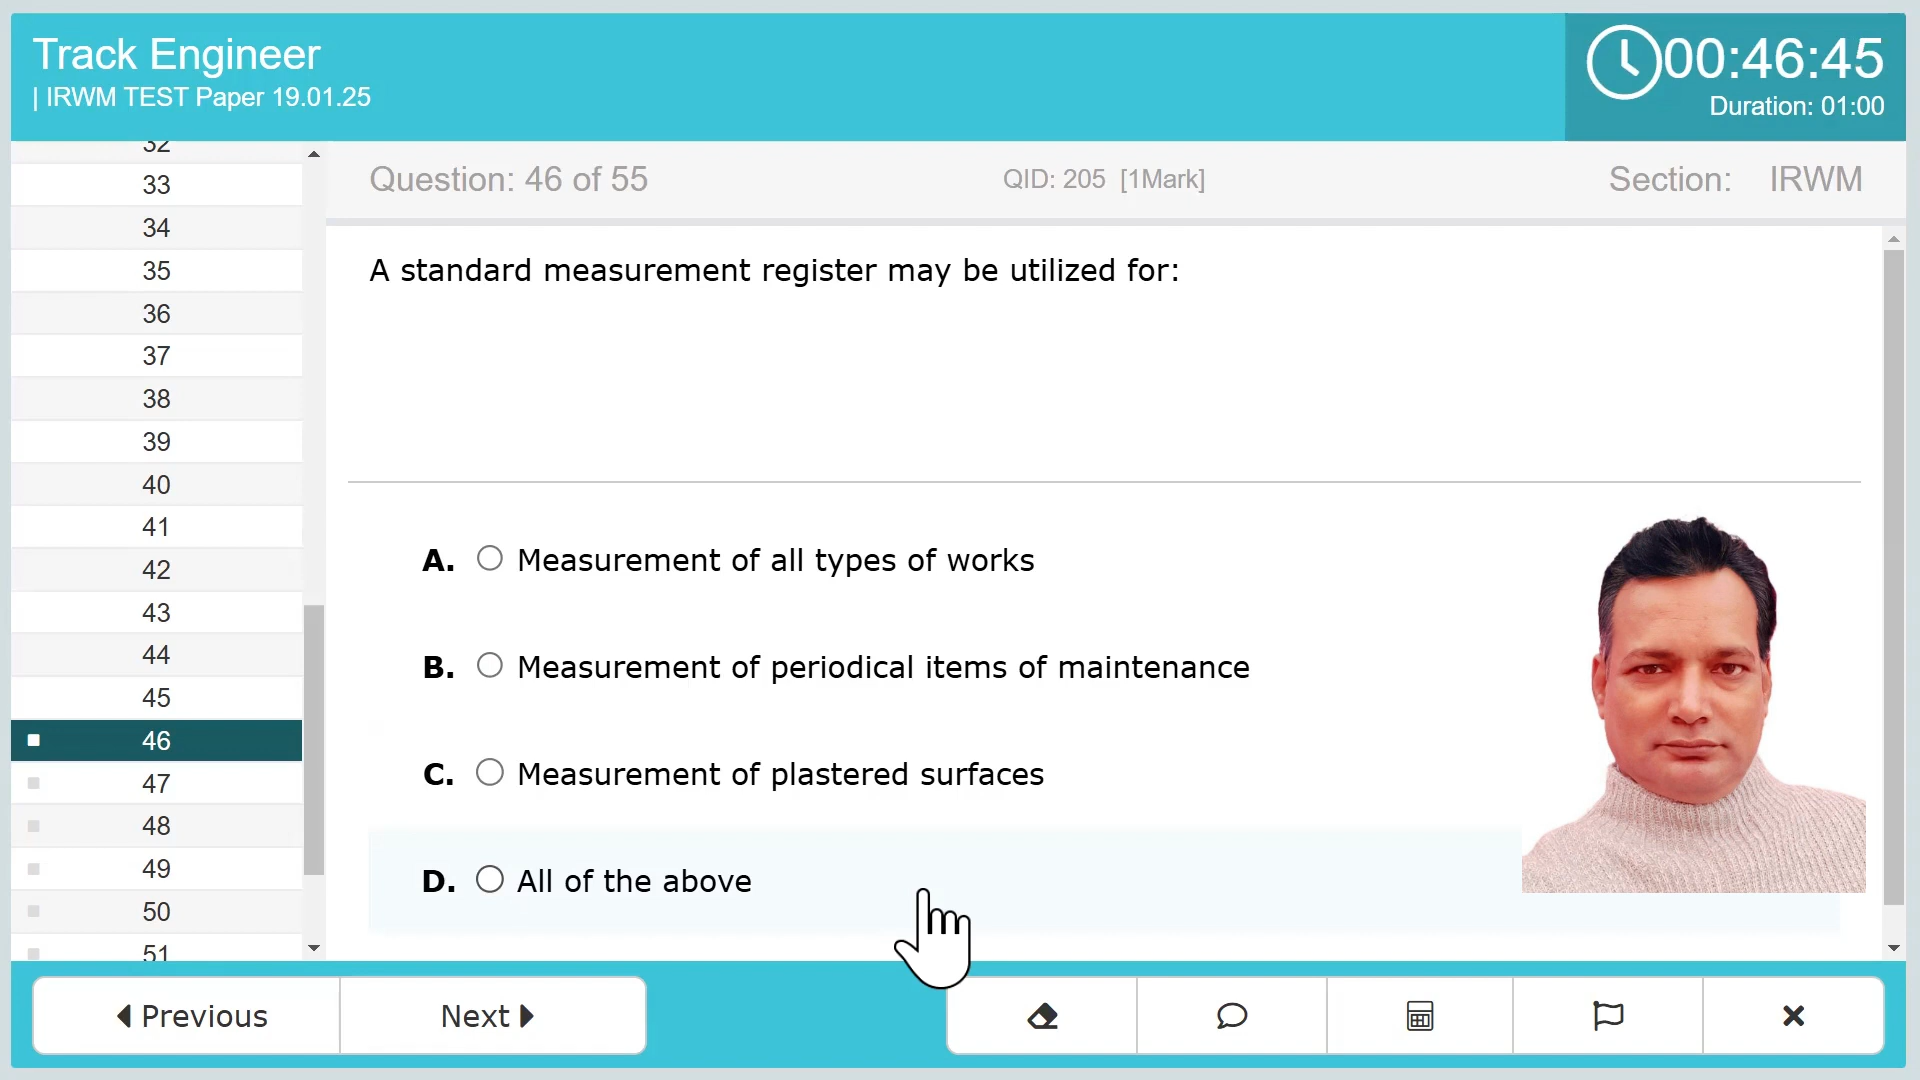 Track Engineer
| IRWM TEST Paper 19.01.25
00:46:45
Duration: 01:00
32
33
34
35
36
37
38
39
40
41
42
43
44
45
46
47
48
49
50
51
Question: 46 of 55
QID: 205 [1Mark]
Section: IRWM
A standard measurement register may be utilized for:
A. Measurement of all types of works
B. Measurement of periodical items of maintenance
C. Measurement of plastered surfaces
D. All of the above
Previous
Next